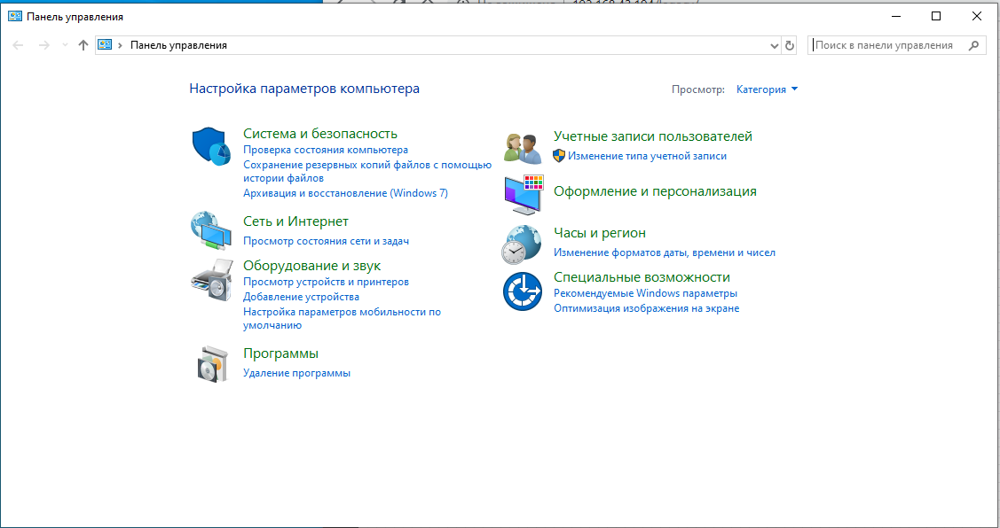 Панель управления
Панель управления
Поиск в панели управления
Настройка параметров компьютера
Просмотр: Категория
Система и безопасность
Проверка состояния компьютера
Сохранение резервных копий файлов с помощью
истории файлов
Архивация и восстановление (Windows 7)
Сеть и Интернет
Просмотр состояния сети и задач
Оборудование и звук
Просмотр устройств и принтеров
Добавление устройства
Настройка параметров мобильности по
умолчанию
Программы
Удаление программы
Учетные записи пользователей
Изменение типа учетной записи
Оформление и персонализация
Часы и регион
Изменение форматов даты, времени и чисел
Специальные возможности
Рекомендуемые Windows параметры
Оптимизация изображения на экране